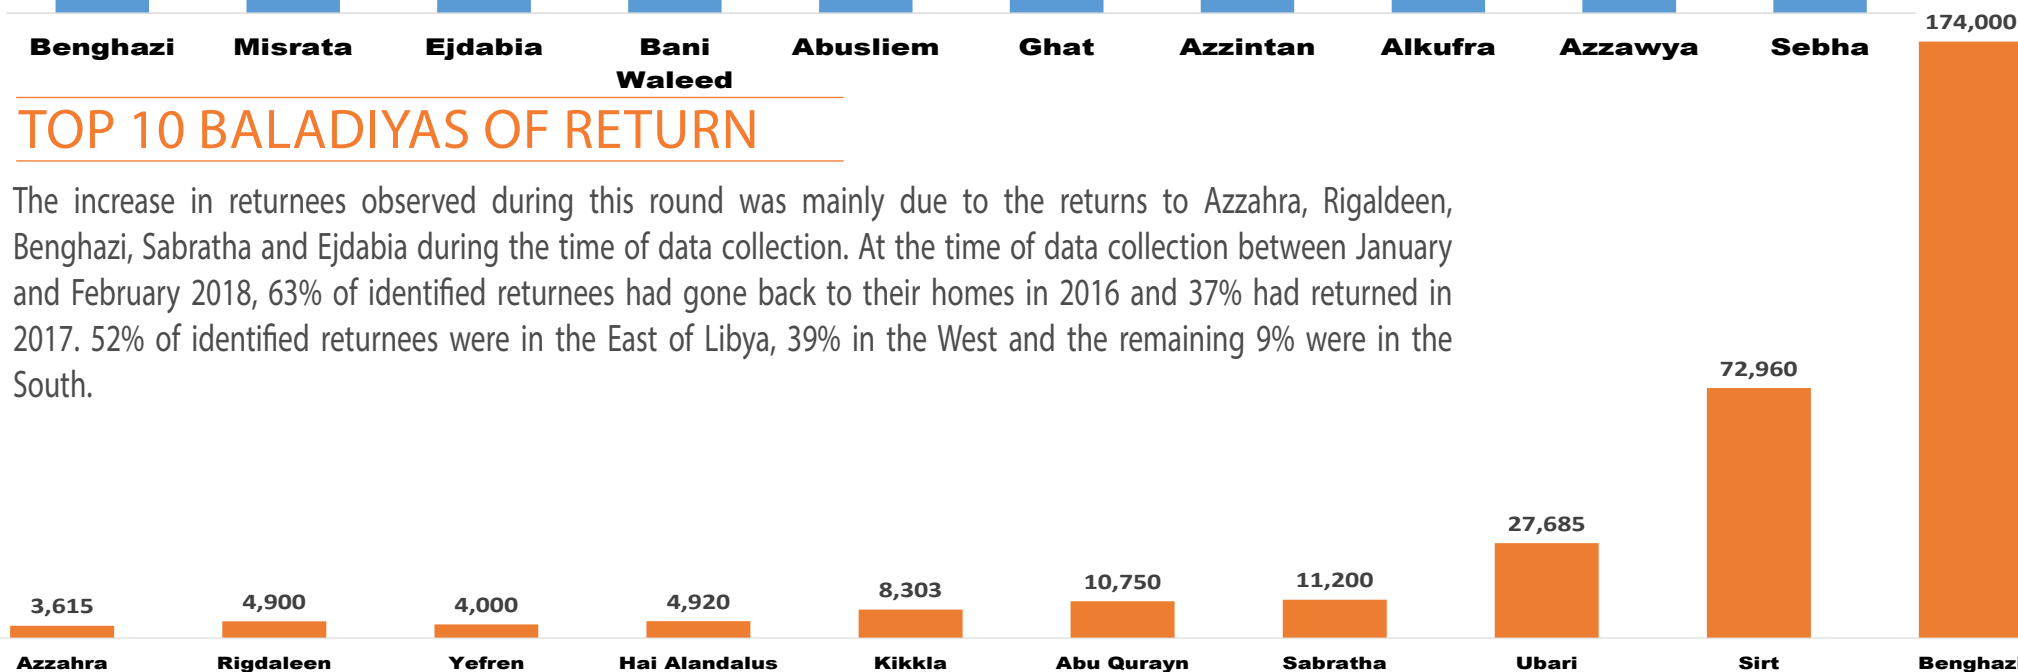 Benghazi Misrata Ejdabia Bani Waleed Abusliem Ghat Azzintan Alkufra Azzawya Sebha
TOP 10 BALADIYAS OF RETURN
The increase in returnees observed during this round was mainly due to the returns to Azzahra, Rigaldeen,
Benghazi, Sabratha and Ejdabia during the time of data collection. At the time of data collection between January
and February 2018, 63% of identified returnees had gone back to their homes in 2016 and 37% had returned in
2017. 52% of identified returnees were in the East of Libya, 39% in the West and the remaining 9% were in the
South.
3,615 4,900 4,000 4,920 8,303 10,750 11,200 27,685 72,960 174,000
Azzahra Rigdaleen Yefren Hai Alandalus Kikkla Abu Qurayn Sabratha Ubari Sirt Benghazi